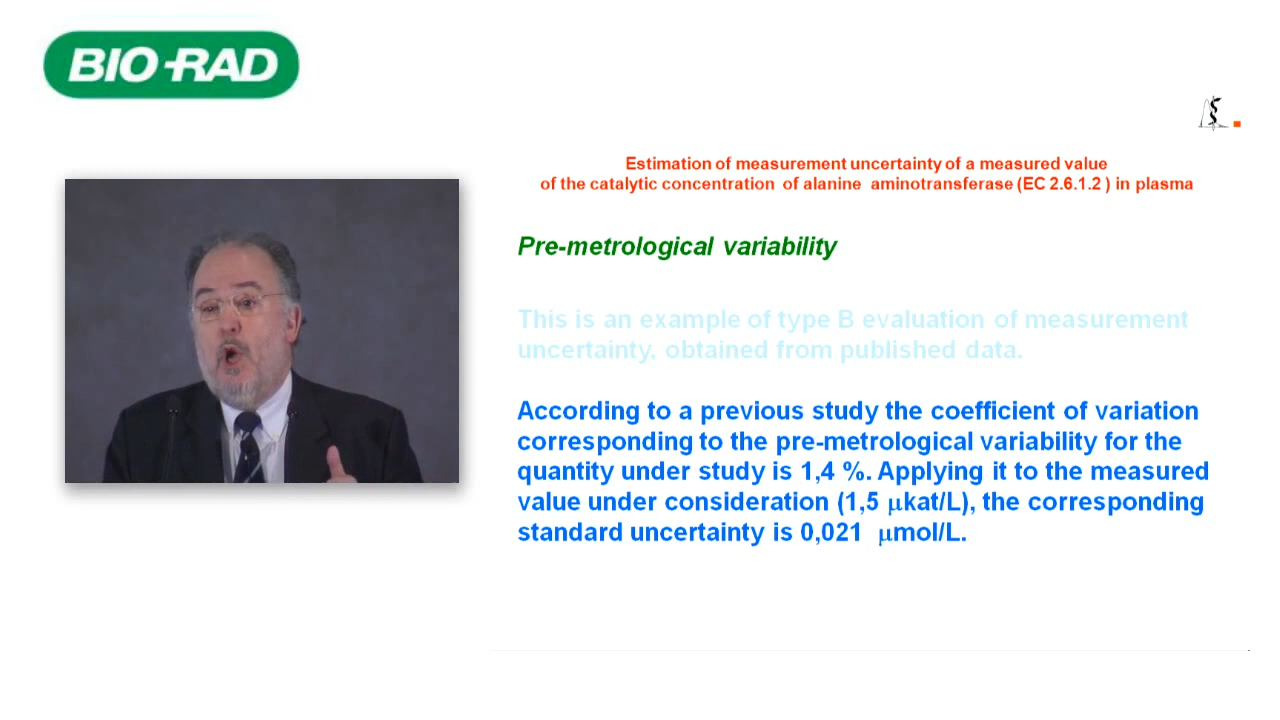 BIO-RAD
Estimation of measurement uncertainty of a measured value
of the catalytic concentration of alanine aminotransferase (EC 2.6.1.2 ) in plasma
Pre-metrological variability
This is an example of type B evaluation of measurement
uncertainty, obtained from published data.
According to a previous study the coefficient of variation
corresponding to the pre-metrological variability for the
quantity under study is 1,4 %. Applying it to the measured
value under consideration (1,5 μkat/L), the corresponding
standard uncertainty is 0,021 μmol/L.